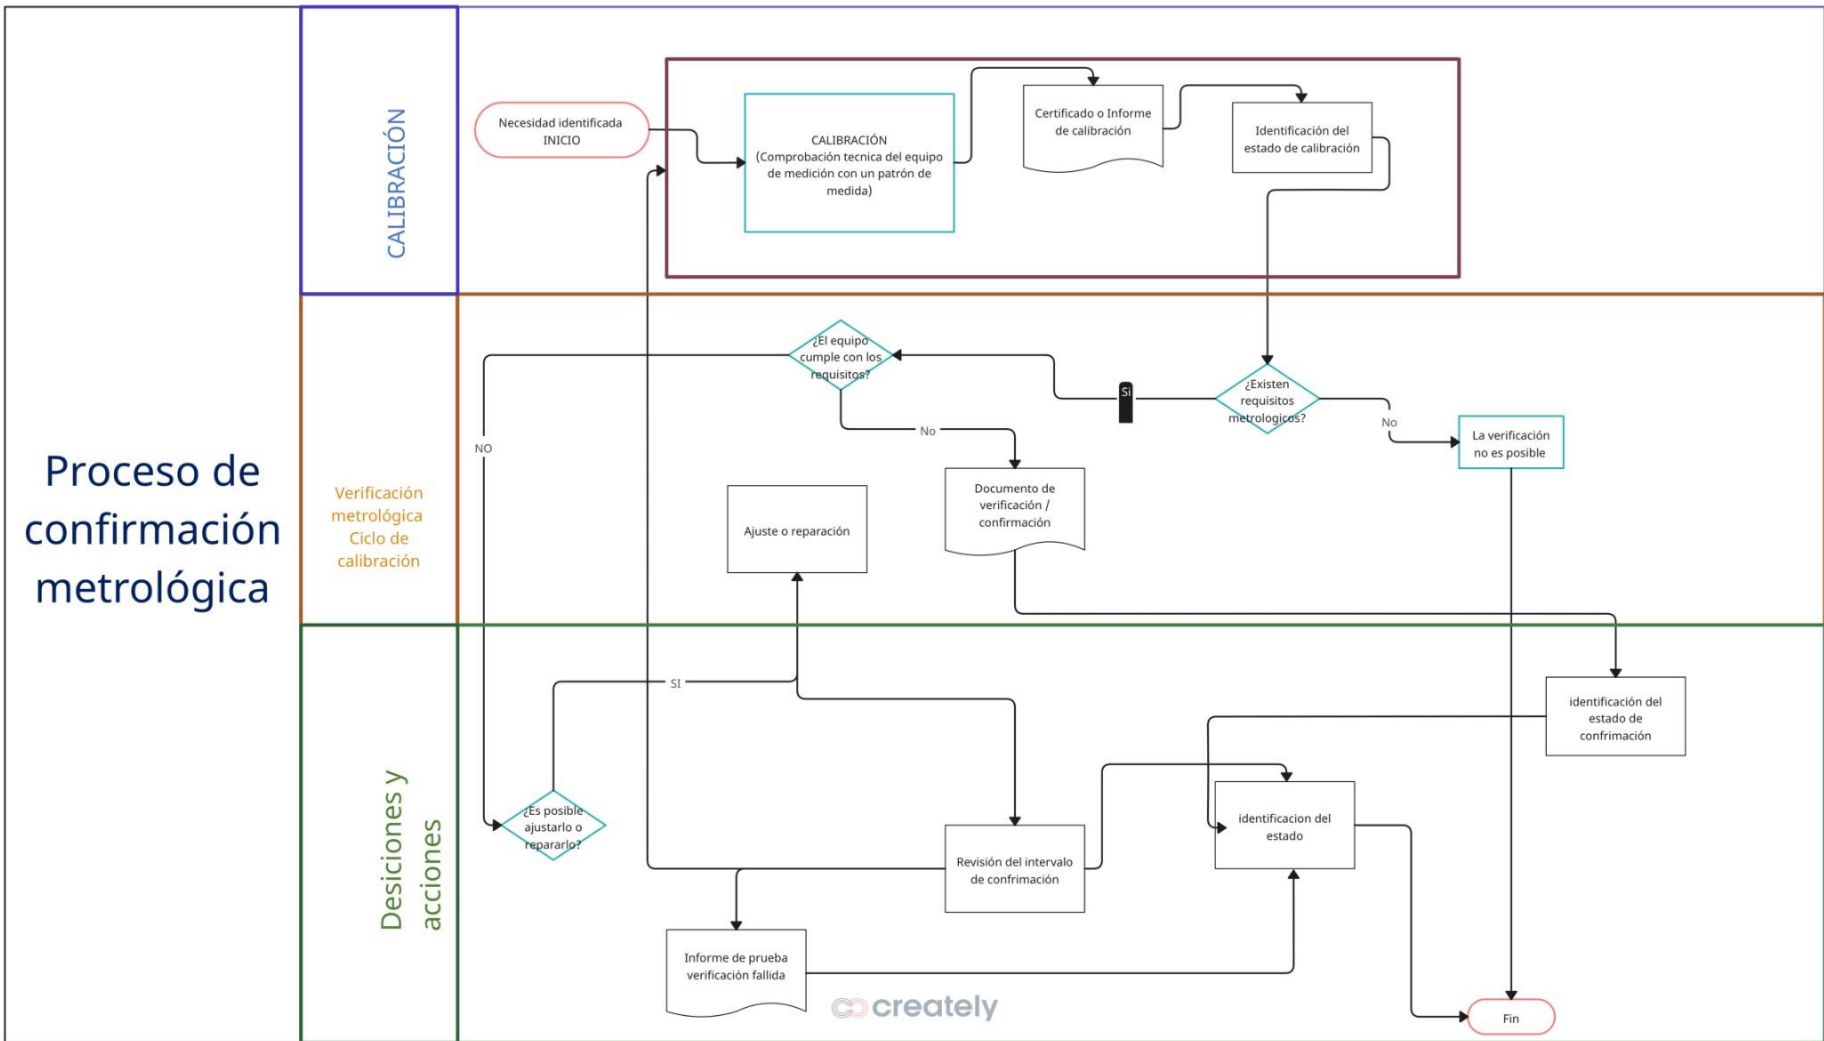 Proceso de
confirmación
metrológica
CALIBRACIÓN
Necesidad identificada
INICIO
CALIBRACIÓN
(Comprobación tecnica del equipo
de medición con un patrón de
medida)
Certificado o Informe
de calibración
Identificación del
estado de calibración
Verificación
metrológica
Ciclo de
calibración
¿El equipo
cumple con los
requisitos?
Si
¿Existen
requisitos
metrologicos?
No
La verificación
no es posible
NO
No
Ajuste o reparación
Documento de
verificación /
confirmación
Desiciones y
acciones
SI
¿Es posible
ajustarlo o
repararlo?
identificación del
estado de
confrimación
Revisión del intervalo
de confrimación
identificacion del
estado
Informe de prueba
verificación fallida
creately
Fin